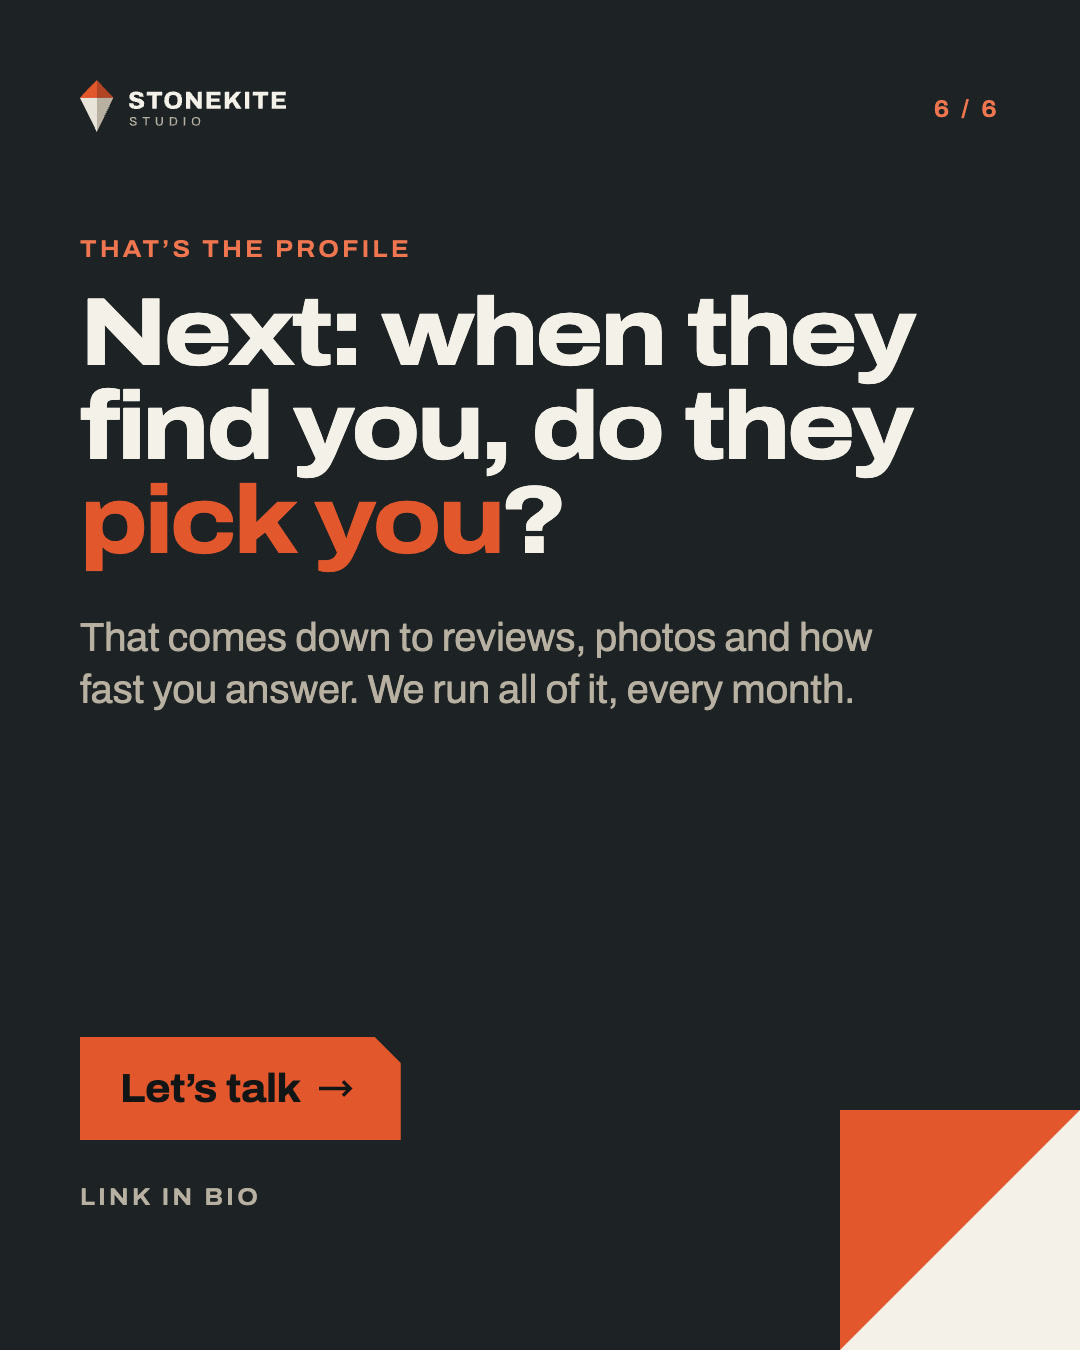 STONEKITE
STUDIO
6 / 6
THAT’S THE PROFILE
Next: when they
find you, do they
pick you?
That comes down to reviews, photos and how
fast you answer. We run all of it, every month.
Let’s talk →
LINK IN BIO